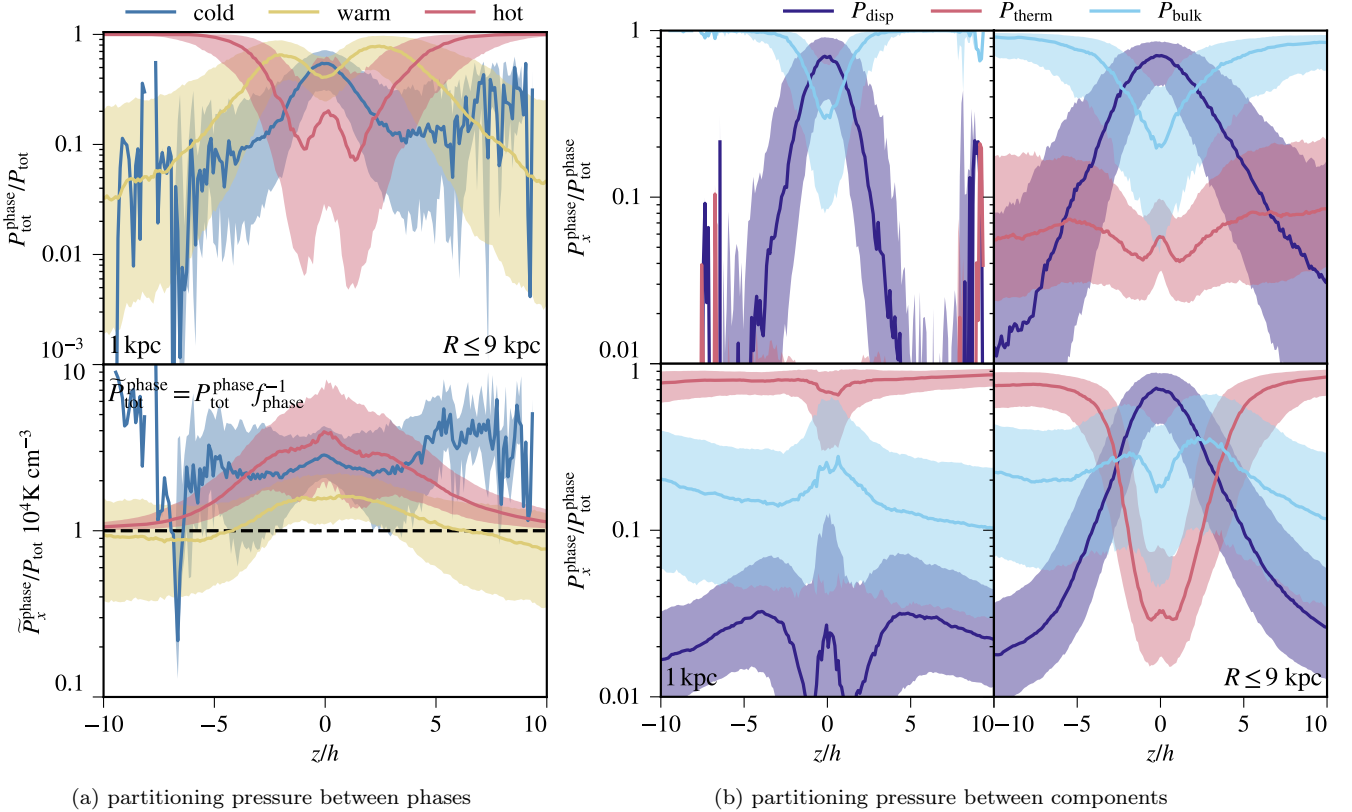 cold warm hot
P_disp P_therm P_bulk
P_tot^phase/P_tot
1
0.1
0.01
10^−3
1 kpc
R ≤ 9 kpc
P_x^phase/P_tot^phase
1
0.1
0.01
P̃_tot^phase = P_tot^phase f_phase^−1
P̃_x^phase/P_tot 10^4 K cm^−3
10
1
0.1
−10 −5 0 5 10
z/h
P_x^phase/P_tot^phase
1
0.1
0.01
1 kpc
R ≤ 9 kpc
−10 −5 0 5
−10 −5 0 5 10
z/h
z/h
(a) partitioning pressure between phases
(b) partitioning pressure between components